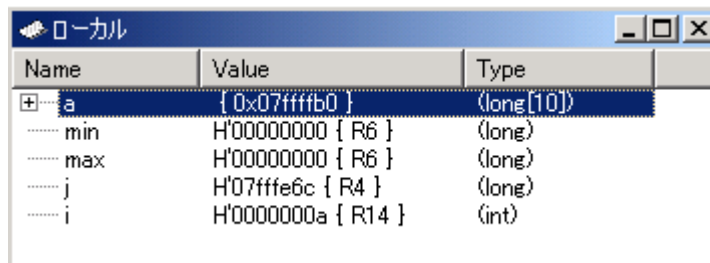 ローカル
Name Value Type
a { 0x07ffffb0 } (long[10])
min H'00000000 { R6 } (long)
max H'00000000 { R6 } (long)
j H'07fffe6c { R4 } (long)
i H'0000000a { R14 } (int)